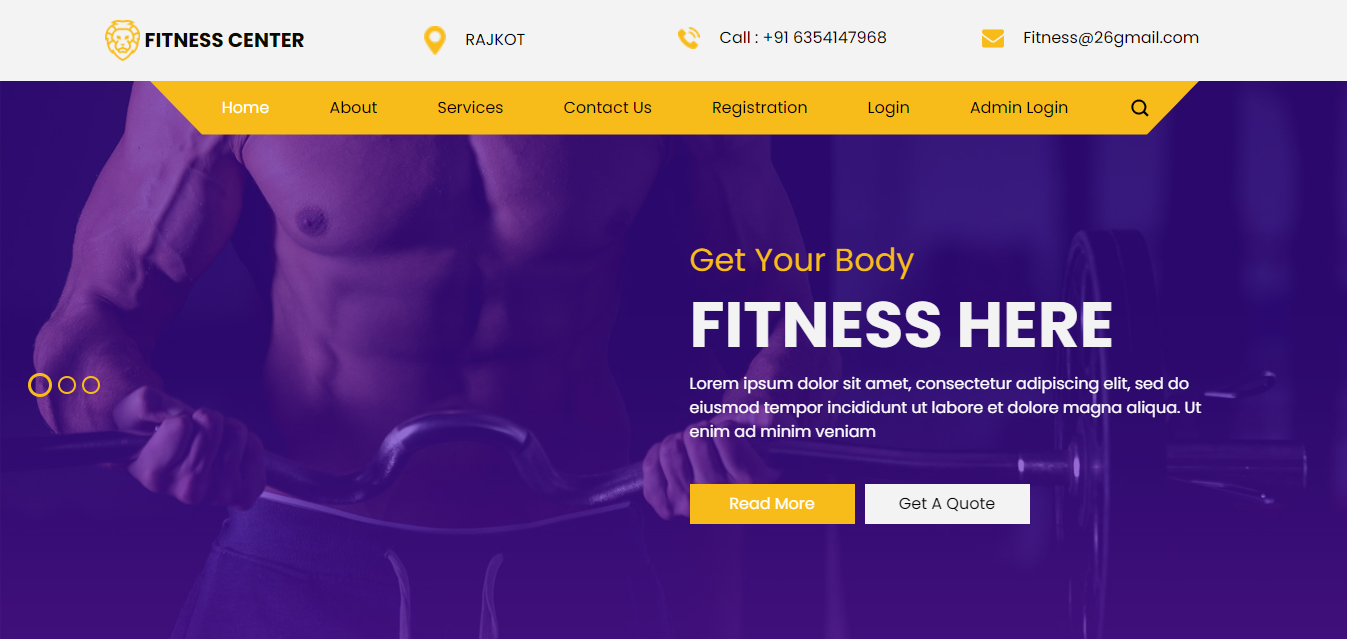 FITNESS CENTER
RAJKOT
Call : +91 6354147968
Fitness@26gmail.com
Home
About
Services
Contact Us
Registration
Login
Admin Login
Get Your Body
FITNESS HERE
Lorem ipsum dolor sit amet, consectetur adipiscing elit, sed do
eiusmod tempor incididunt ut labore et dolore magna aliqua. Ut
enim ad minim veniam
Read More
Get A Quote